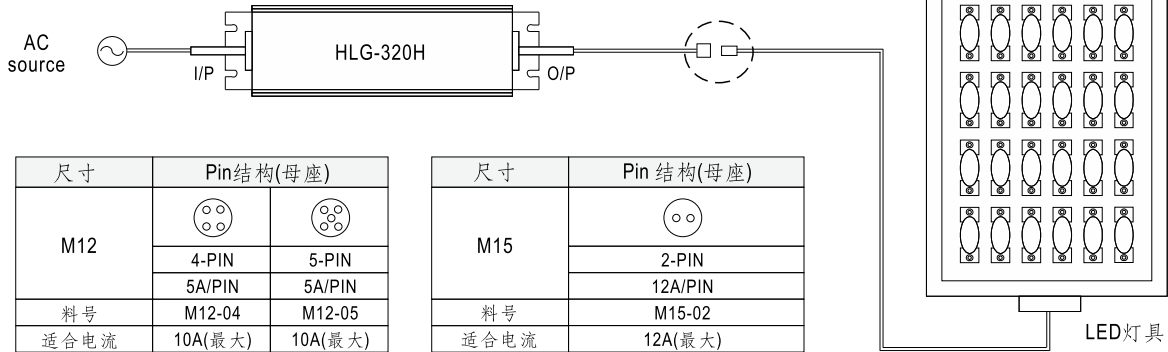 AC
source
I/P
HLG-320H
O/P
尺寸 Pin结构(母座)
M12
4-PIN 5-PIN
5A/PIN 5A/PIN
料号 M12-04 M12-05
适合电流 10A(最大) 10A(最大)
尺寸 Pin 结构(母座)
M15
2-PIN
12A/PIN
料号 M15-02
适合电流 12A(最大)
LED灯具